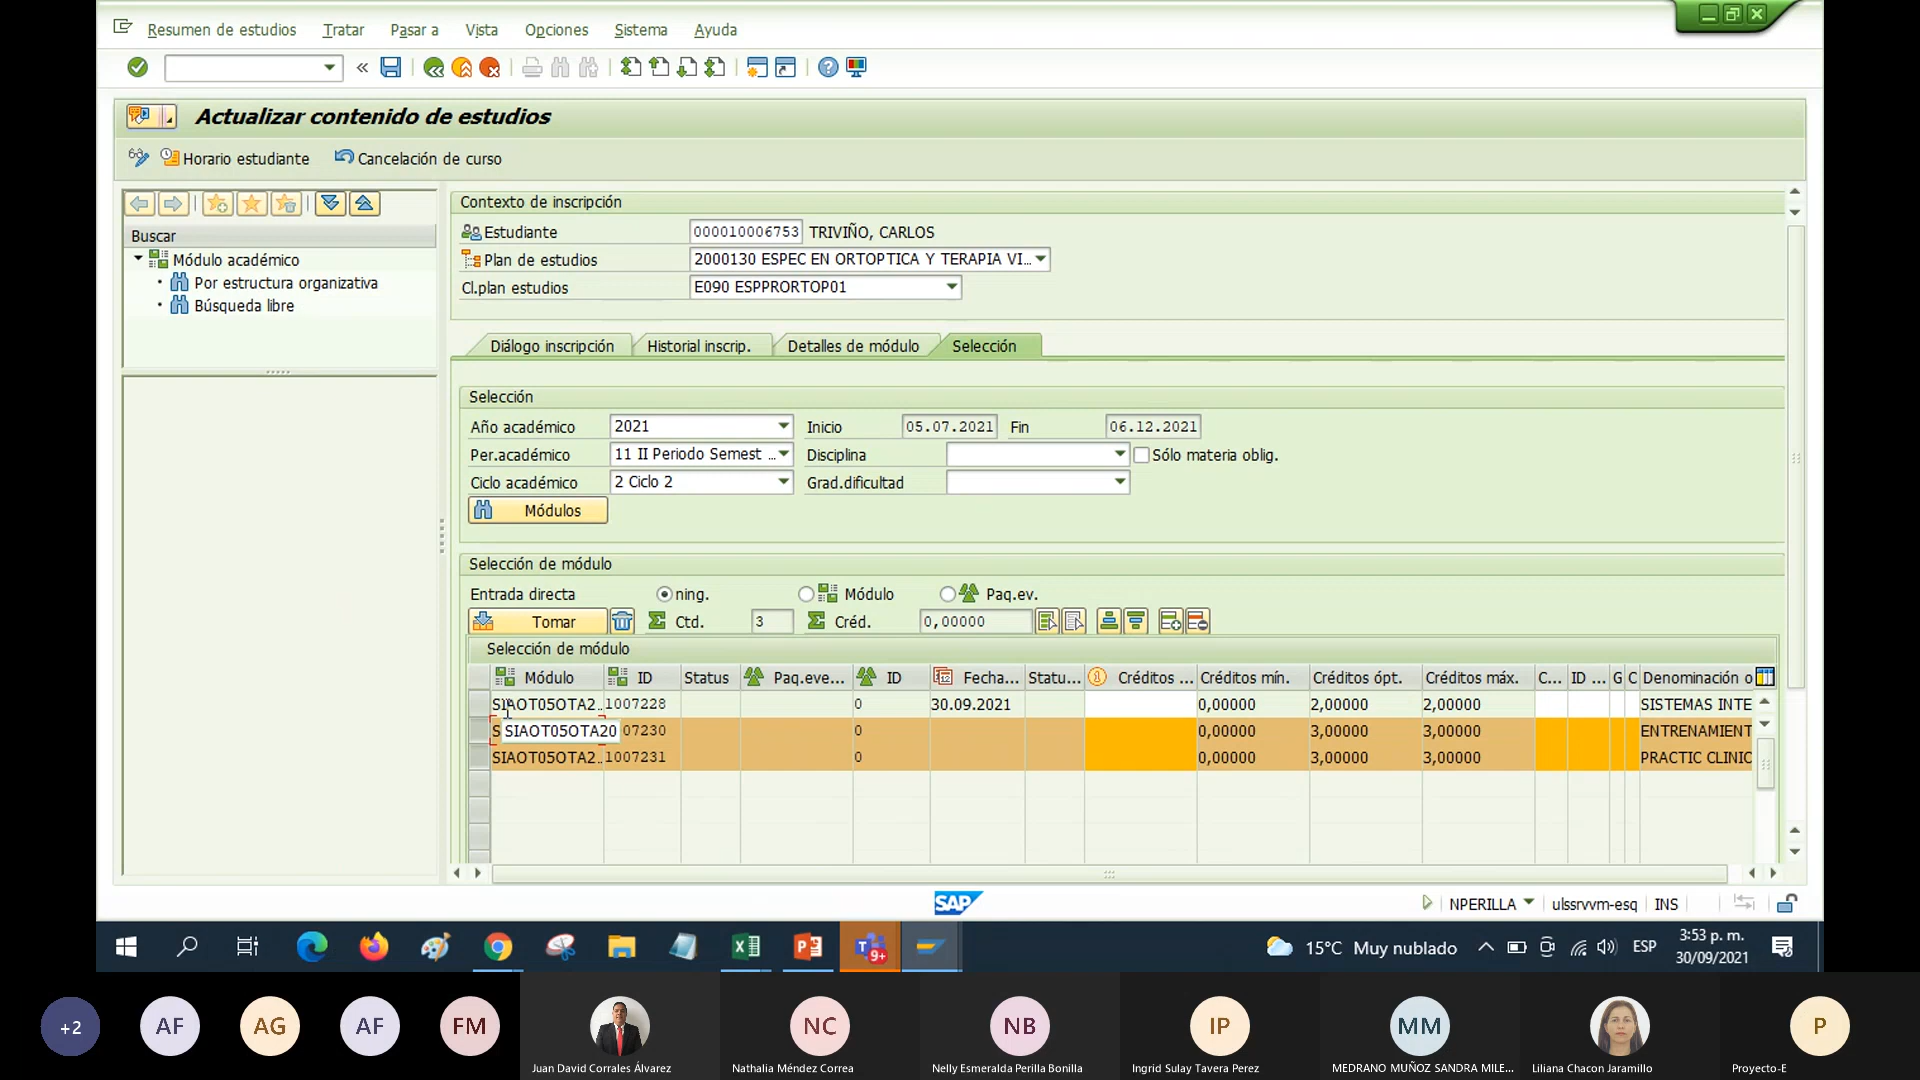 Resumen de estudios Tratar Pasar a Vista Opciones Sistema Ayuda
Actualizar contenido de estudios
Horario estudiante Cancelación de curso
Buscar
Módulo académico
Por estructura organizativa
Búsqueda libre
Contexto de inscripción
Estudiante 000010006753 TRIVIÑO, CARLOS
Plan de estudios 2000130 ESPEC EN ORTOPTICA Y TERAPIA VI...
Cl.plan estudios E090 ESPPRORTOP01
Diálogo inscripción Historial inscrip. Detalles de módulo Selección
Selección
Año académico 2021 Inicio 05.07.2021 Fin 06.12.2021
Per.académico 11 II Periodo Semest ... Disciplina Sólo materia oblig.
Ciclo académico 2 Ciclo 2 Grad.dificultad
Módulos
Selección de módulo
Entrada directa ning. Módulo Paq.ev.
Tomar Ctd. 3 Créd. 0,00000
Selección de módulo
Módulo ID Status Paq.eve... ID Fecha... Statu... Créditos ... Créditos mín. Créditos ópt. Créditos máx. C... ID ... G C Denominación o
SIAOT05OTA2.. 1007228 0 30.09.2021 0,00000 2,00000 2,00000 SISTEMAS INTE
S SIAOT05OTA20 07230 0 0,00000 3,00000 3,00000 ENTRENAMIENT
SIAOT05OTA2.. 1007231 0 0,00000 3,00000 3,00000 PRACTIC CLINIC
SAP NPERILLA ulssrvvm-esq INS
9+ 15°C Muy nublado ESP 3:53 p. m.
30/09/2021
+2 AF AG AF FM NC NB IP MM P
Juan David Corrales Álvarez Nathalia Méndez Correa Nelly Esmeralda Perilla Bonilla Ingrid Sulay Tavera Perez MEDRANO MUÑOZ SANDRA MILE... Liliana Chacon Jaramillo Proyecto-E